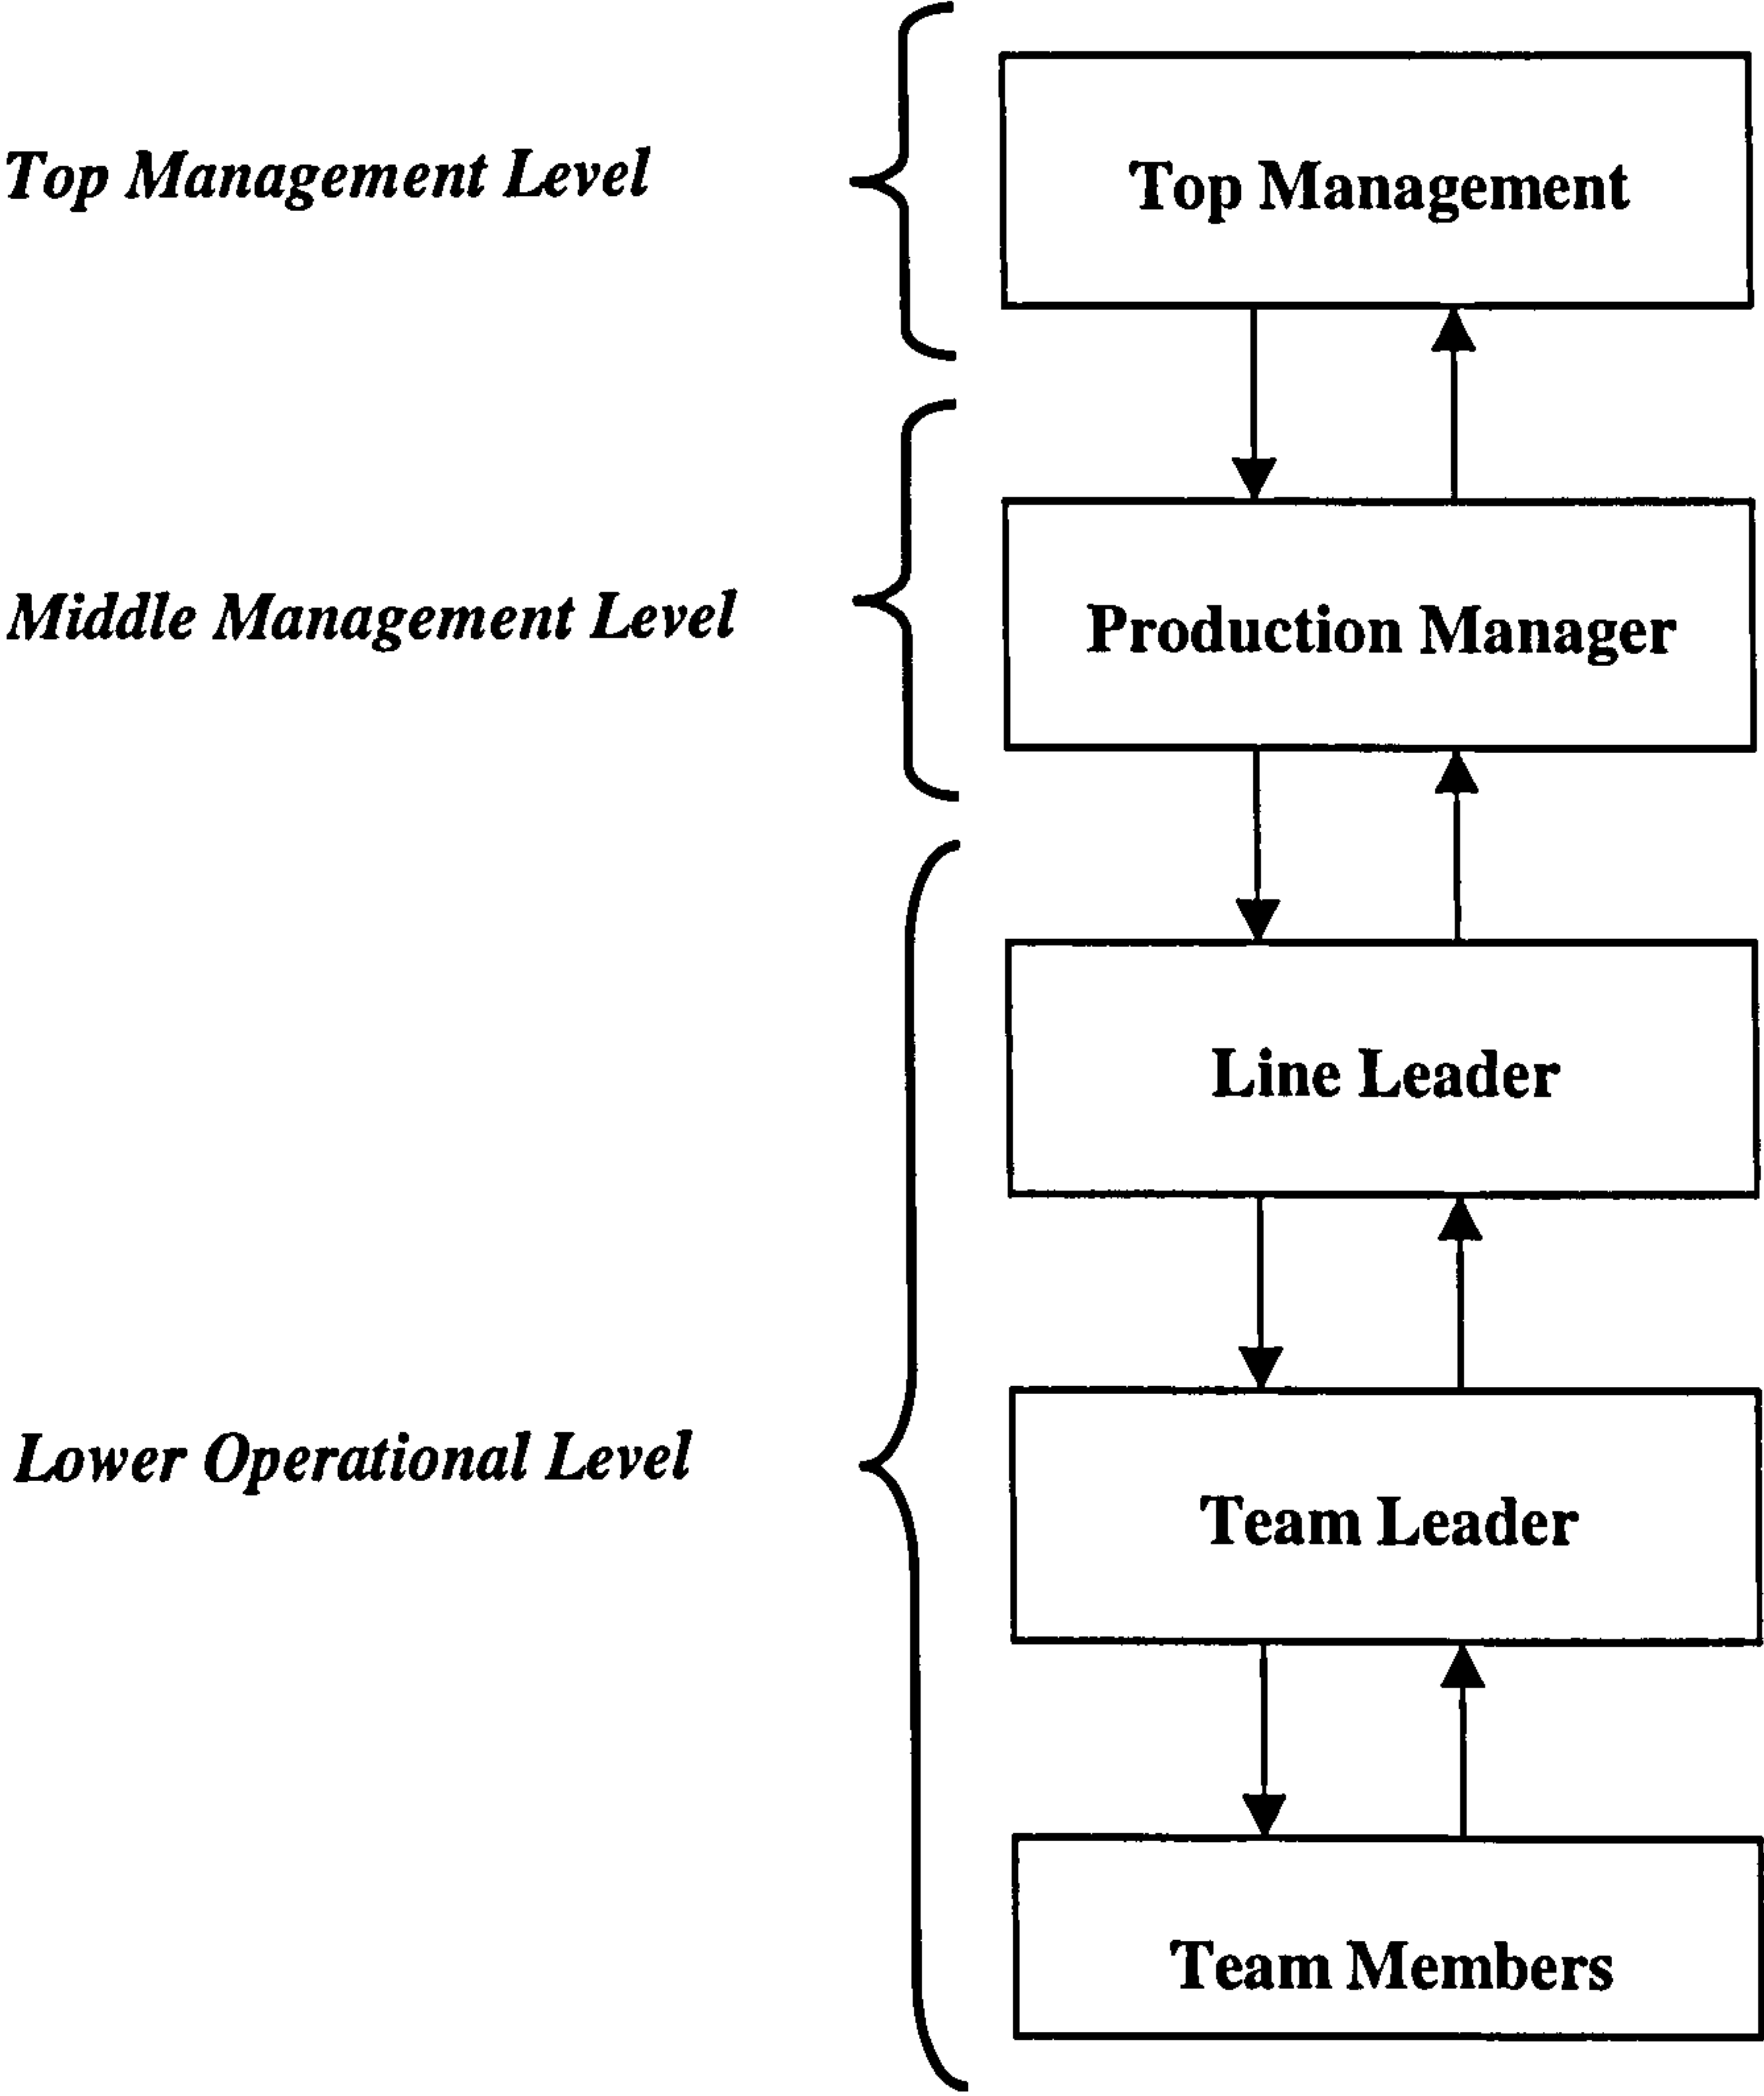 Top Management Level
Top Management
Middle Management Level
Production Manager
Line Leader
Lower Operational Level
Team Leader
Team Members